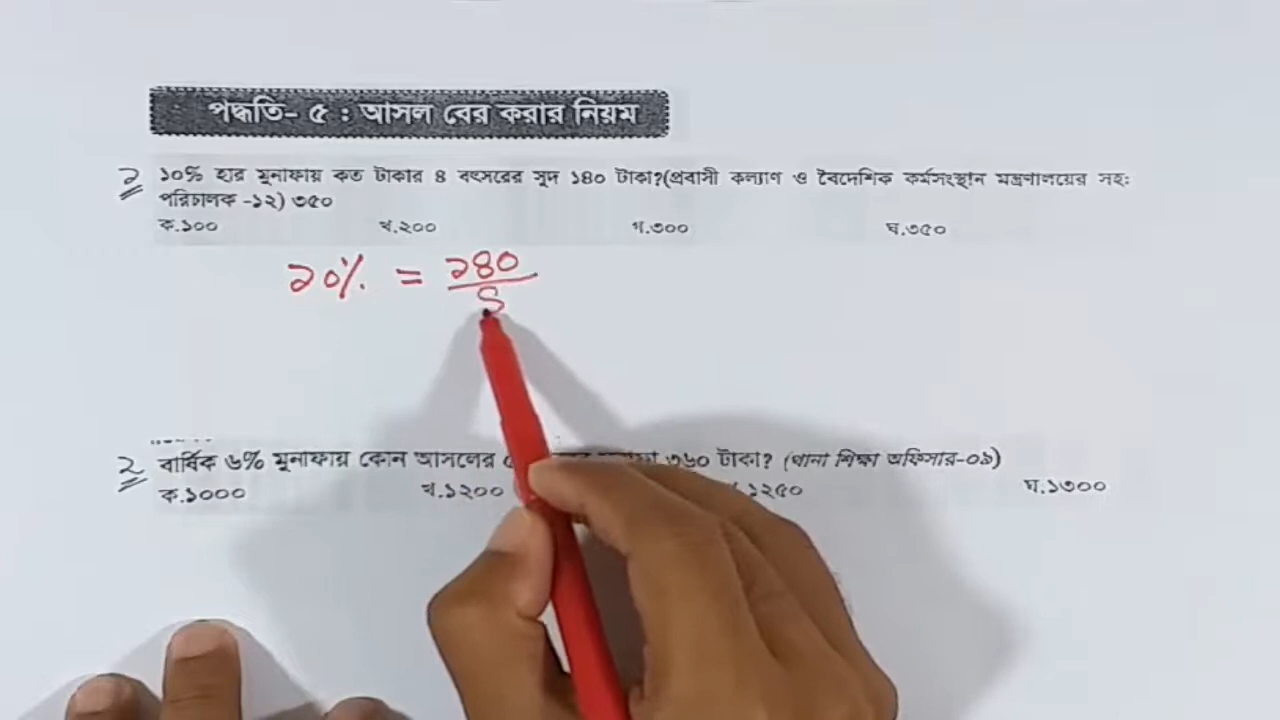 পদ্ধতি- ৫ : আসল বের করার নিয়ম
১ ১০% হার মুনাফায় কত টাকার ৪ বৎসরের সুদ ১৪০ টাকা?(প্রবাসী কল্যাণ ও বৈদেশিক কর্মসংস্থান মন্ত্রণালয়ের সহঃ
পরিচালক -১২) ৩৫০
ক.১০০ খ.২০০ গ.৩০০ ঘ.৩৫০
১০% = ১৪০
২ বার্ষিক ৬% মুনাফায় কোন আসলের ৩৬০ টাকা? (থানা শিক্ষা অফিসার-০৯)
ক.১০০০ খ.১২০০ .১২৫০ ঘ.১৩০০